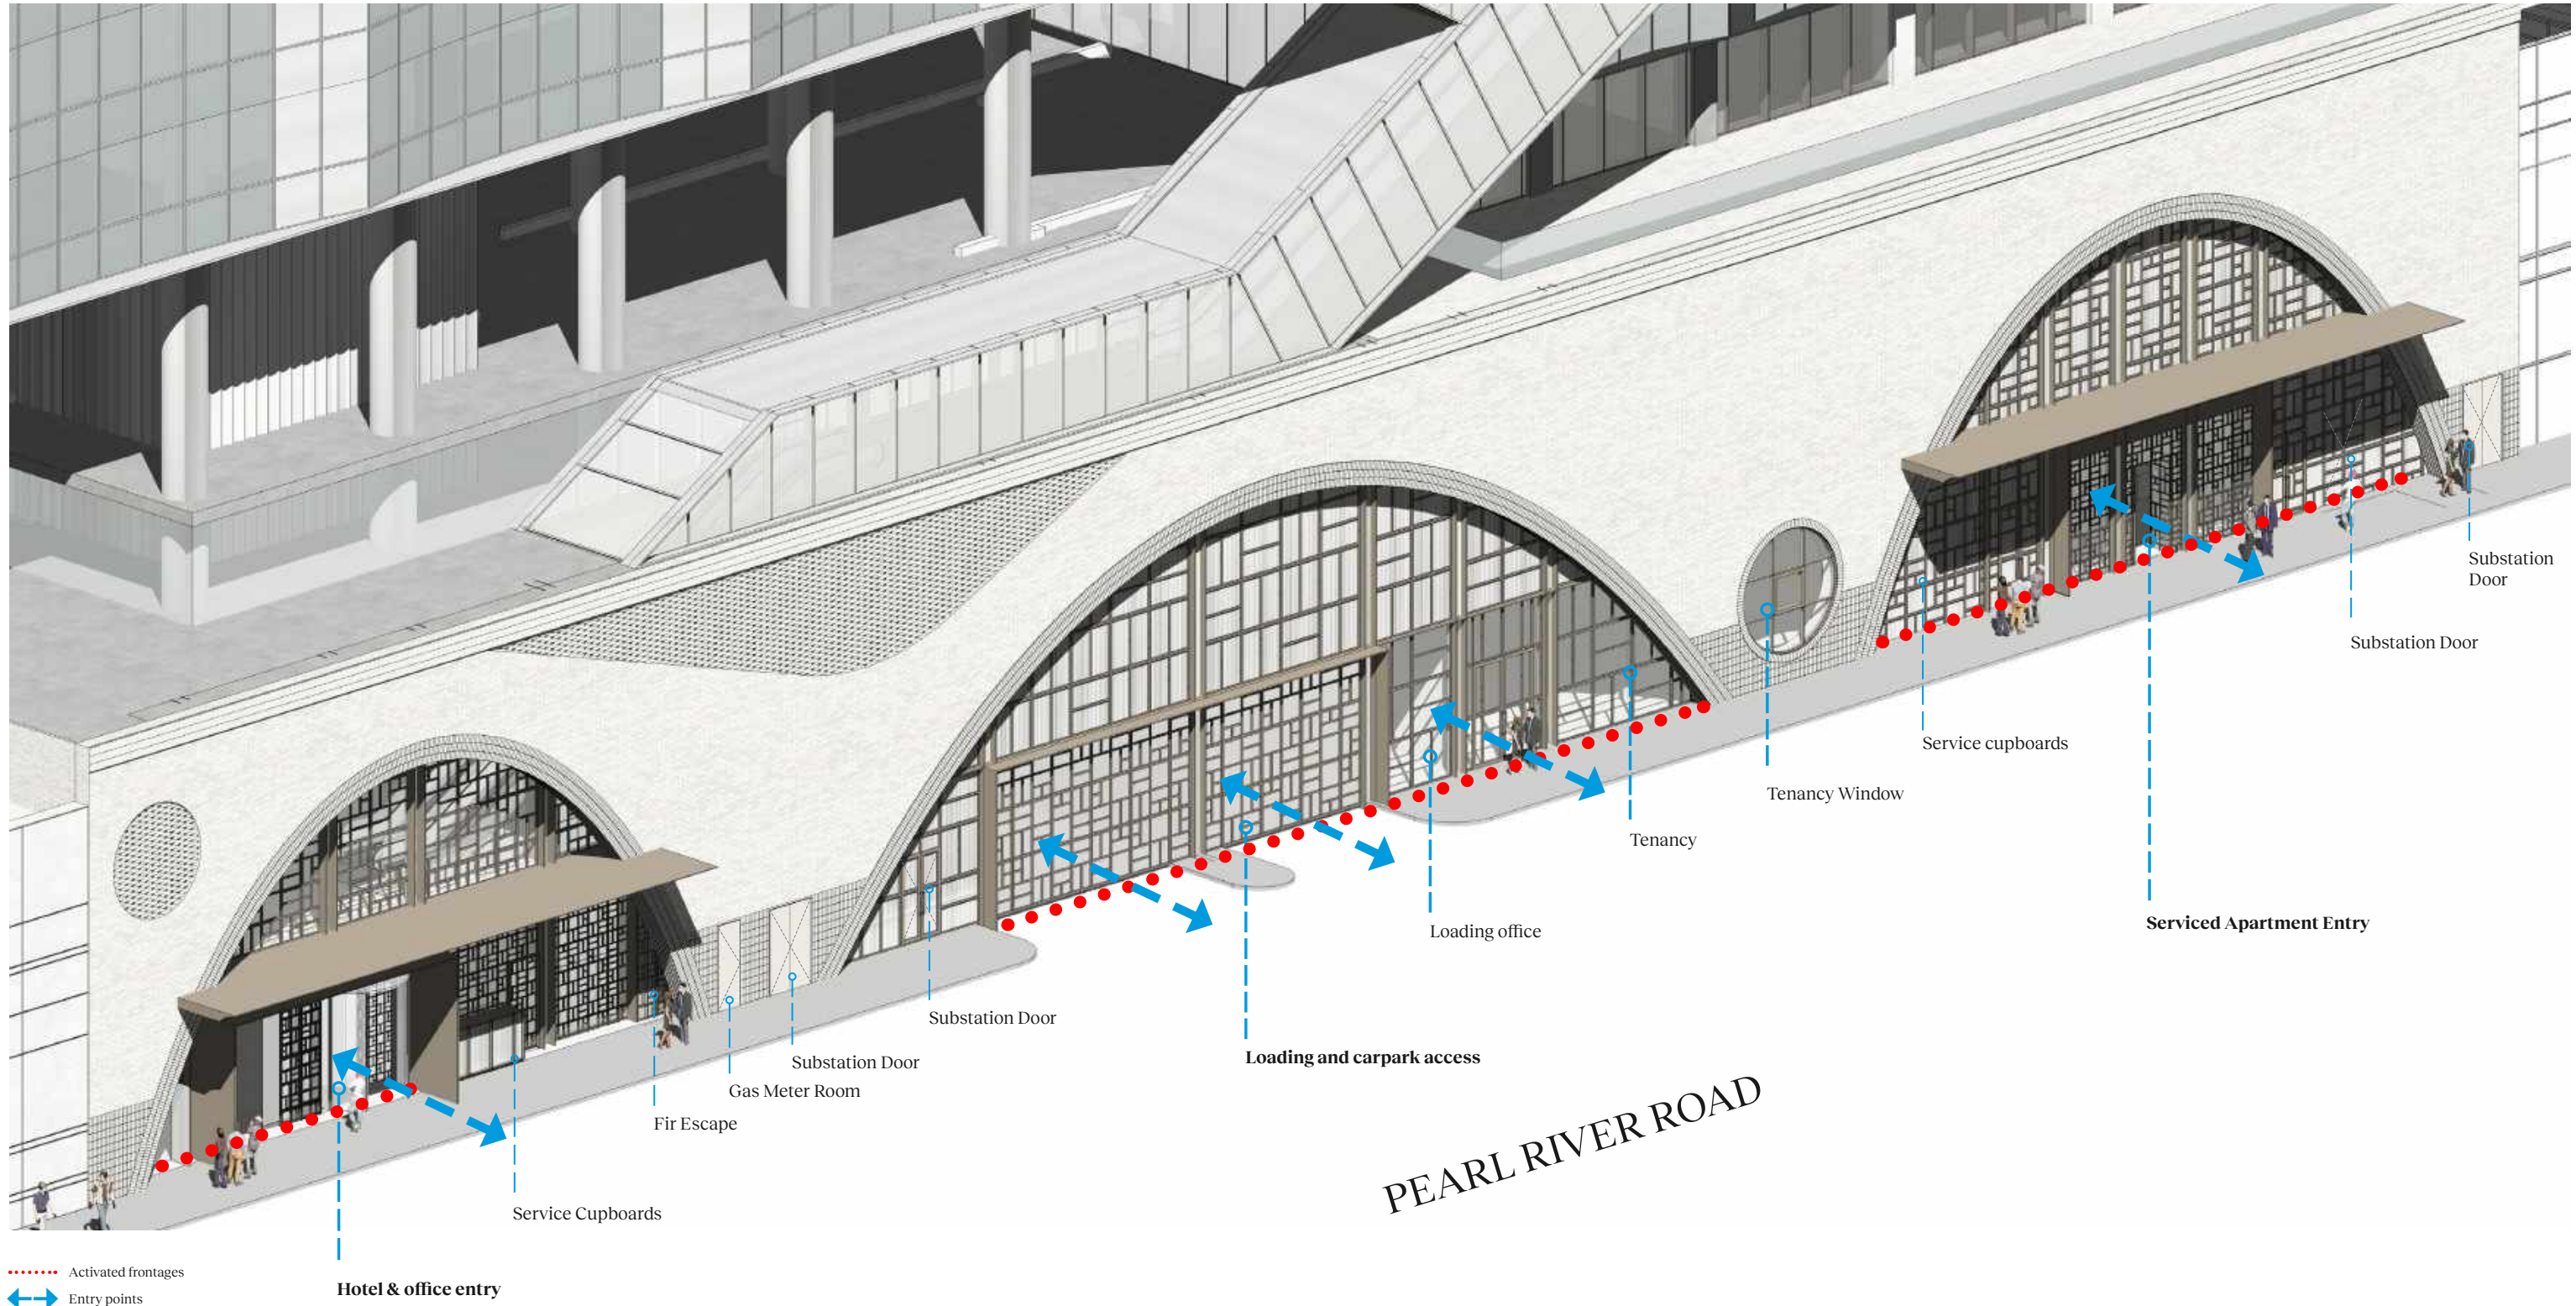 Substation
Door
Substation Door
Service cupboards
Tenancy Window
Tenancy
Serviced Apartment Entry
Loading office
Substation Door
Loading and carpark access
Substation Door
Gas Meter Room
Fir Escape
PEARL RIVER ROAD
Service Cupboards
Activated frontages
Hotel & office entry
Entry points